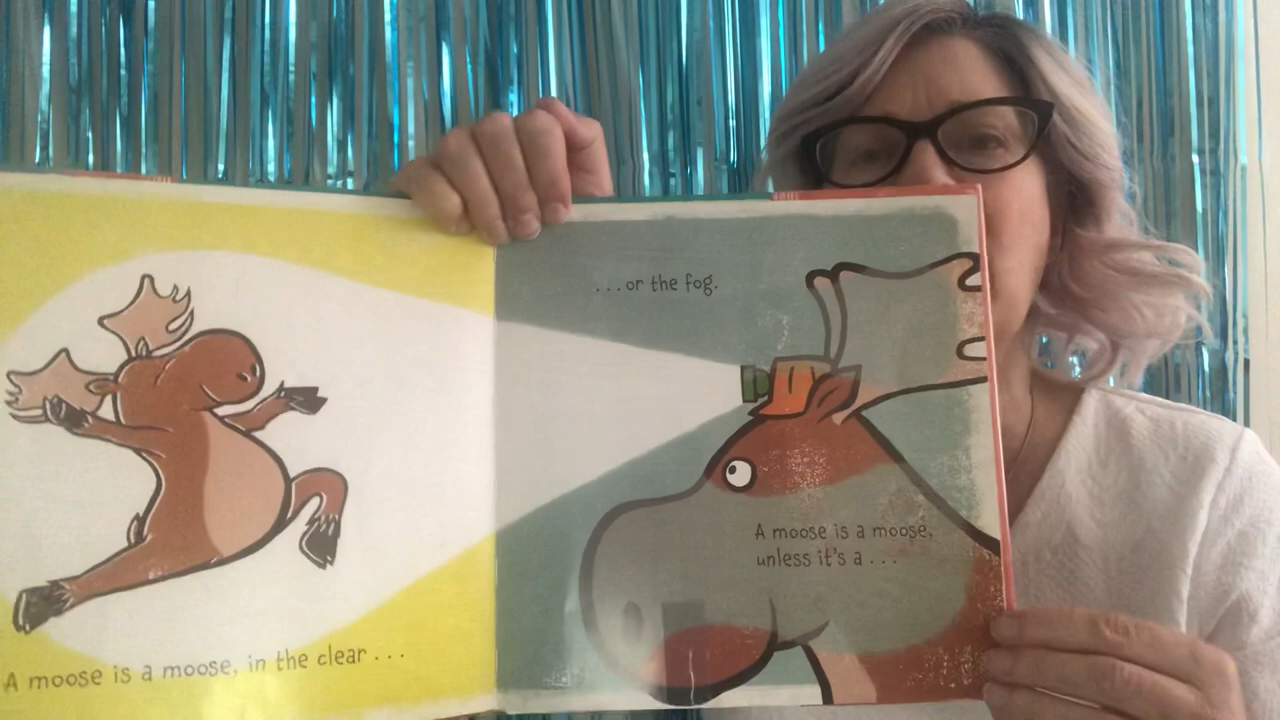 A moose is a moose, in the clear . . .
. . . or the fog.
A moose is a moose,
unless it's a . . .